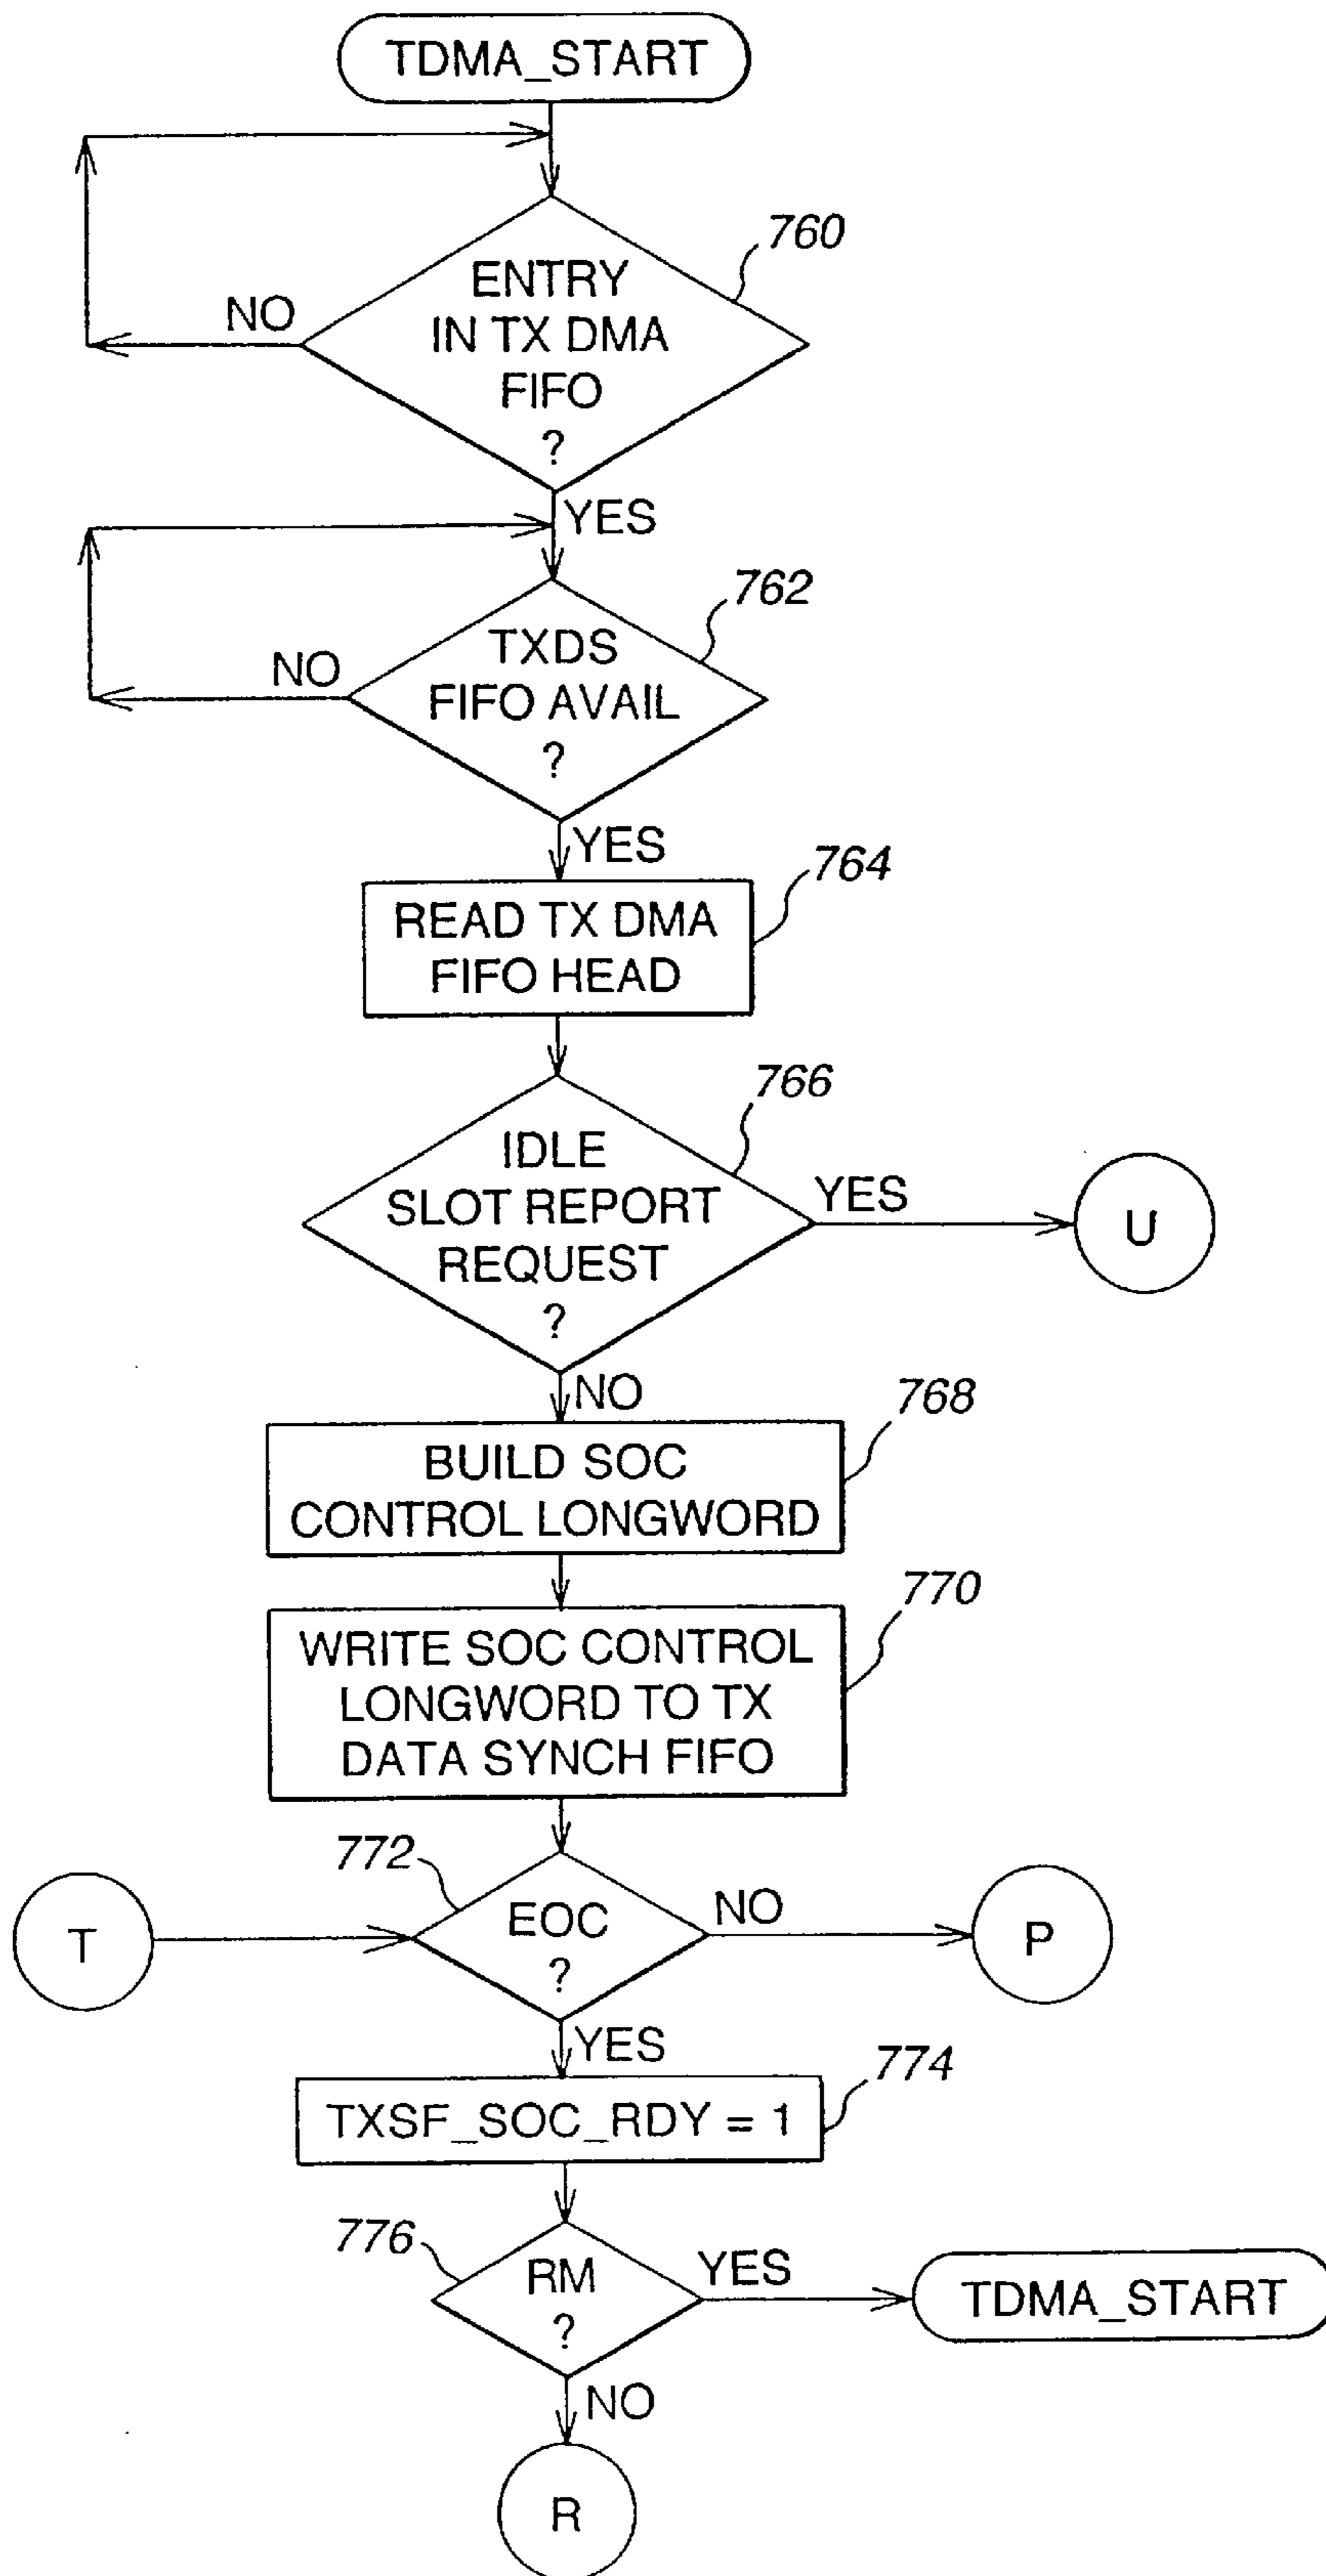 TDMA_START
760
ENTRY
IN TX DMA
FIFO
?
NO
YES
762
TXDS
FIFO AVAIL
?
NO
YES
764
READ TX DMA
FIFO HEAD
766
IDLE
SLOT REPORT
REQUEST
?
YES
U
NO
768
BUILD SOC
CONTROL LONGWORD
770
WRITE SOC CONTROL
LONGWORD TO TX
DATA SYNCH FIFO
772
T
EOC
?
NO
P
YES
774
TXSF_SOC_RDY = 1
776
RM
?
YES
TDMA_START
NO
R